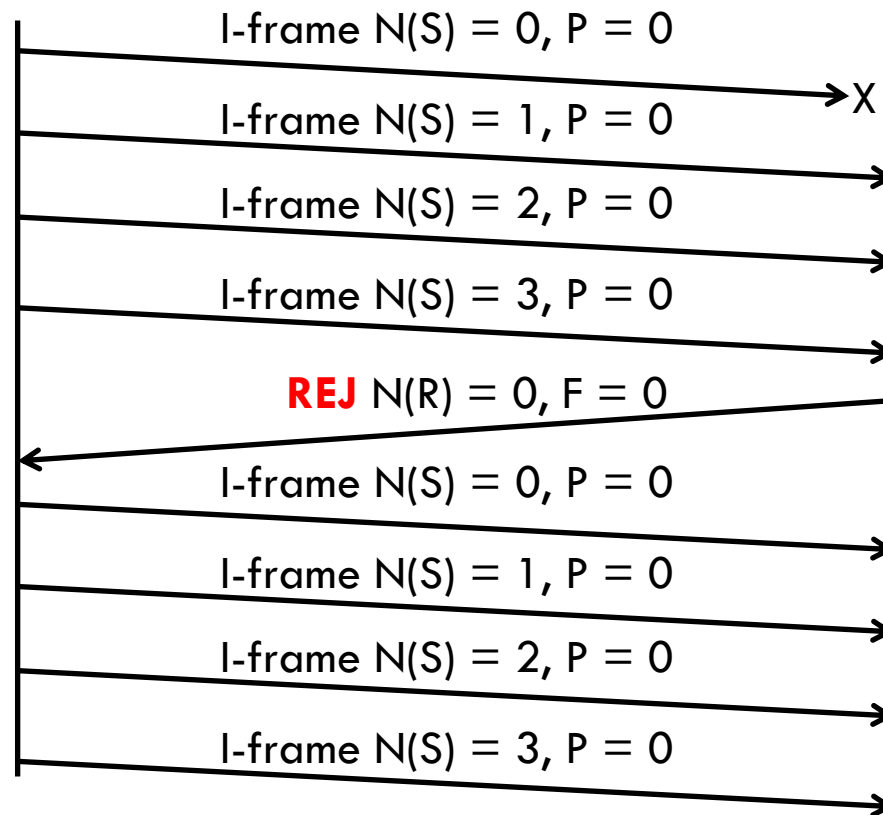 I-frame N(S) = 0, P = 0
X
I-frame N(S) = 1, P = 0
I-frame N(S) = 2, P = 0
I-frame N(S) = 3, P = 0
REJ N(R) = 0, F = 0
I-frame N(S) = 0, P = 0
I-frame N(S) = 1, P = 0
I-frame N(S) = 2, P = 0
I-frame N(S) = 3, P = 0